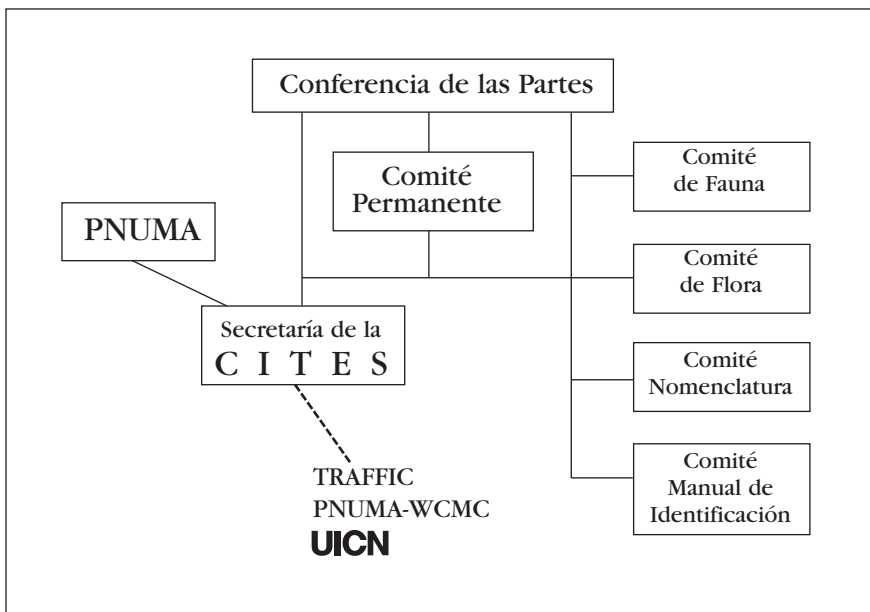 Conferencia de las Partes
Comité
Permanente
Comité
de Fauna
PNUMA
Comité
de Flora
Secretaría de la
C I T E S
Comité
Nomenclatura
TRAFFIC
PNUMA-WCMC
UICN
Comité
Manual de
Identificación